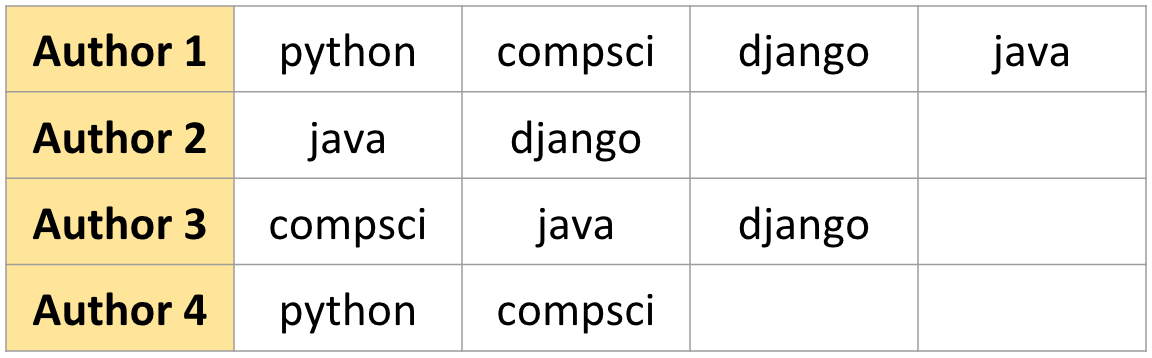 Author 1 python compsci django java
Author 2 java django
Author 3 compsci java django
Author 4 python compsci